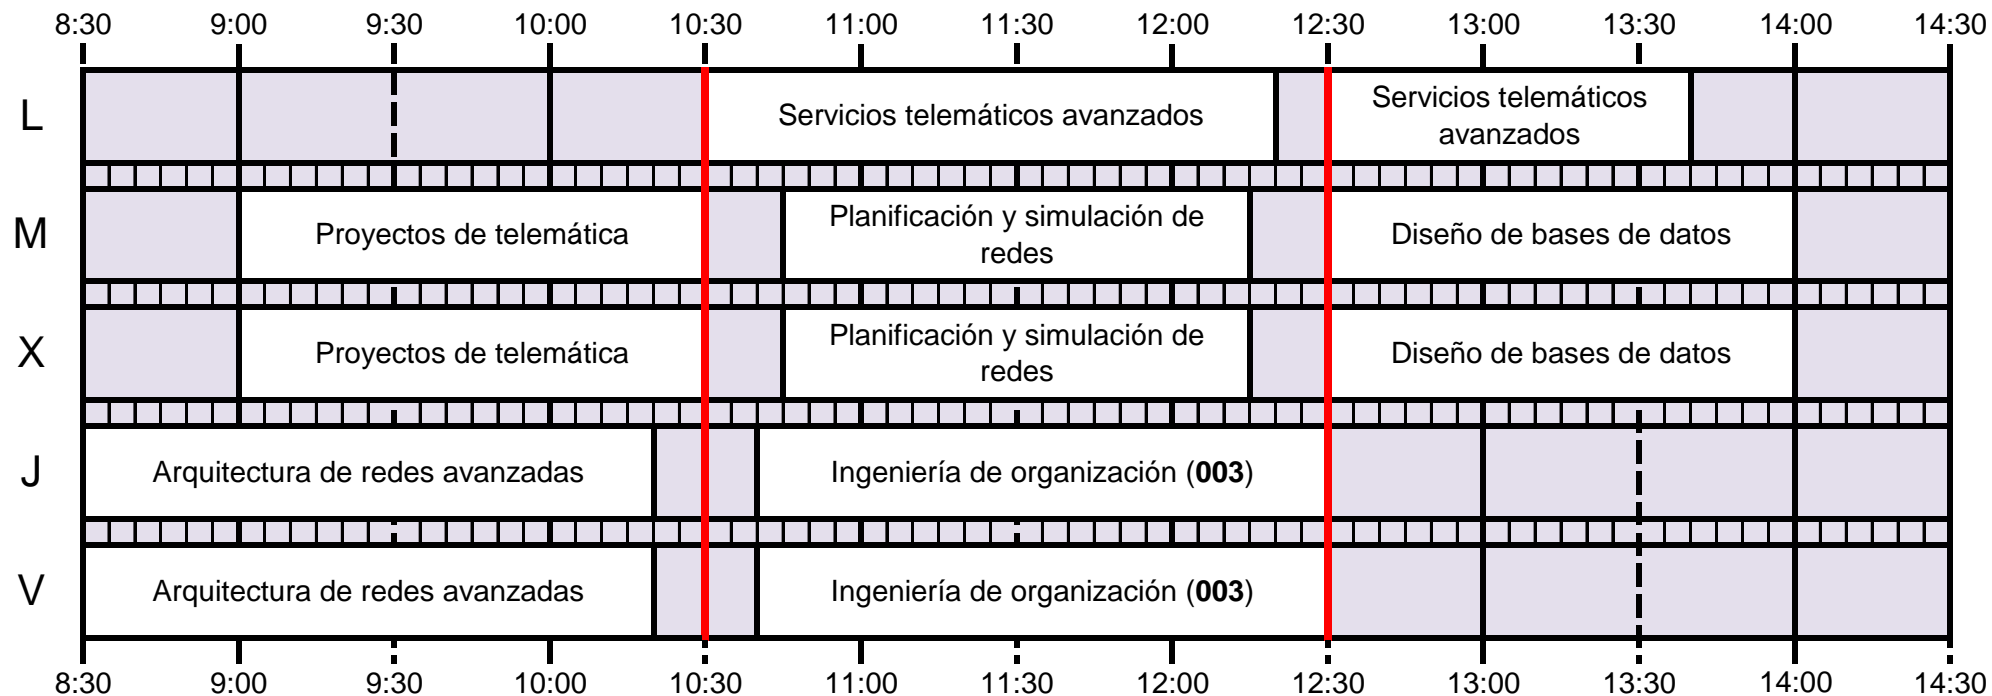 8:30 9:00 9:30 10:00 10:30 11:00 11:30 12:00 12:30 13:00 13:30 14:00 14:30
L
Servicios telemáticos avanzados
Servicios telemáticos
avanzados
M
Proyectos de telemática
Planificación y simulación de
redes
Diseño de bases de datos
X
Proyectos de telemática
Planificación y simulación de
redes
Diseño de bases de datos
J
Arquitectura de redes avanzadas
Ingeniería de organización (003)
V
Arquitectura de redes avanzadas
Ingeniería de organización (003)
8:30 9:00 9:30 10:00 10:30 11:00 11:30 12:00 12:30 13:00 13:30 14:00 14:30